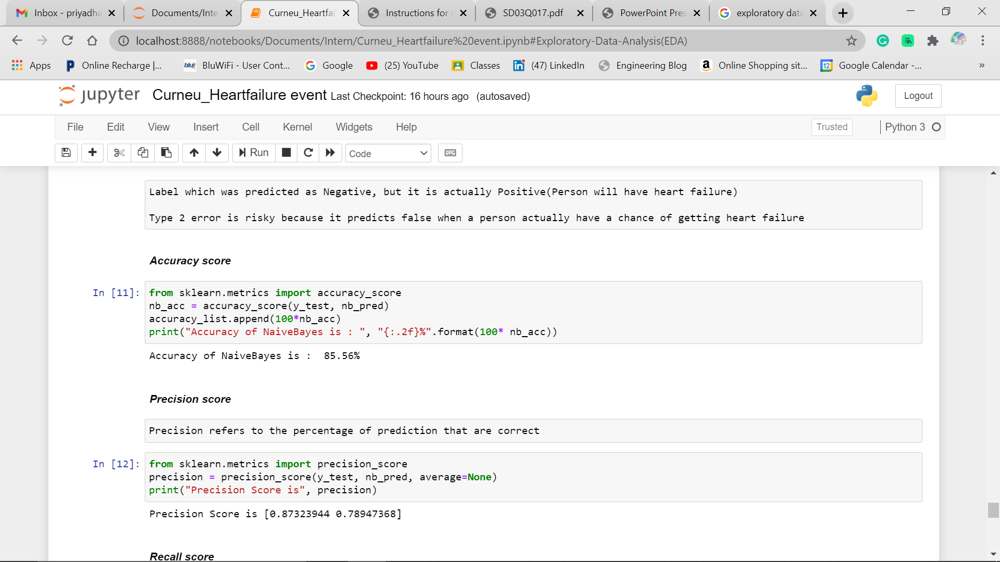 Inbox - priyadha
Documents/Inte
Curneu_Heartfai
Instructions for s
SD03Q017.pdf
PowerPoint Pres
exploratory data
localhost:8888/notebooks/Documents/Intern/Curneu_Heartfailure%20event.ipynb#Exploratory-Data-Analysis(EDA)
Apps
Online Recharge |...
BluWiFi - User Cont...
Google
(25) YouTube
Classes
(47) LinkedIn
Engineering Blog
Online Shopping sit...
12
Google Calendar -...
»
jupyter Curneu_Heartfailure event Last Checkpoint: 16 hours ago (autosaved)
Logout
File Edit View Insert Cell Kernel Widgets Help
Trusted
Python 3
Run
Code
Label which was predicted as Negative, but it is actually Positive(Person will have heart failure)
Type 2 error is risky because it predicts false when a person actually have a chance of getting heart failure
Accuracy score
In [11]: from sklearn.metrics import accuracy_score
nb_acc = accuracy_score(y_test, nb_pred)
accuracy_list.append(100*nb_acc)
print("Accuracy of NaiveBayes is : ", "{:.2f}%".format(100* nb_acc))
Accuracy of NaiveBayes is :  85.56%
Precision score
Precision refers to the percentage of prediction that are correct
In [12]: from sklearn.metrics import precision_score
precision = precision_score(y_test, nb_pred, average=None)
print("Precision Score is", precision)
Precision Score is [0.87323944 0.78947368]
Recall score